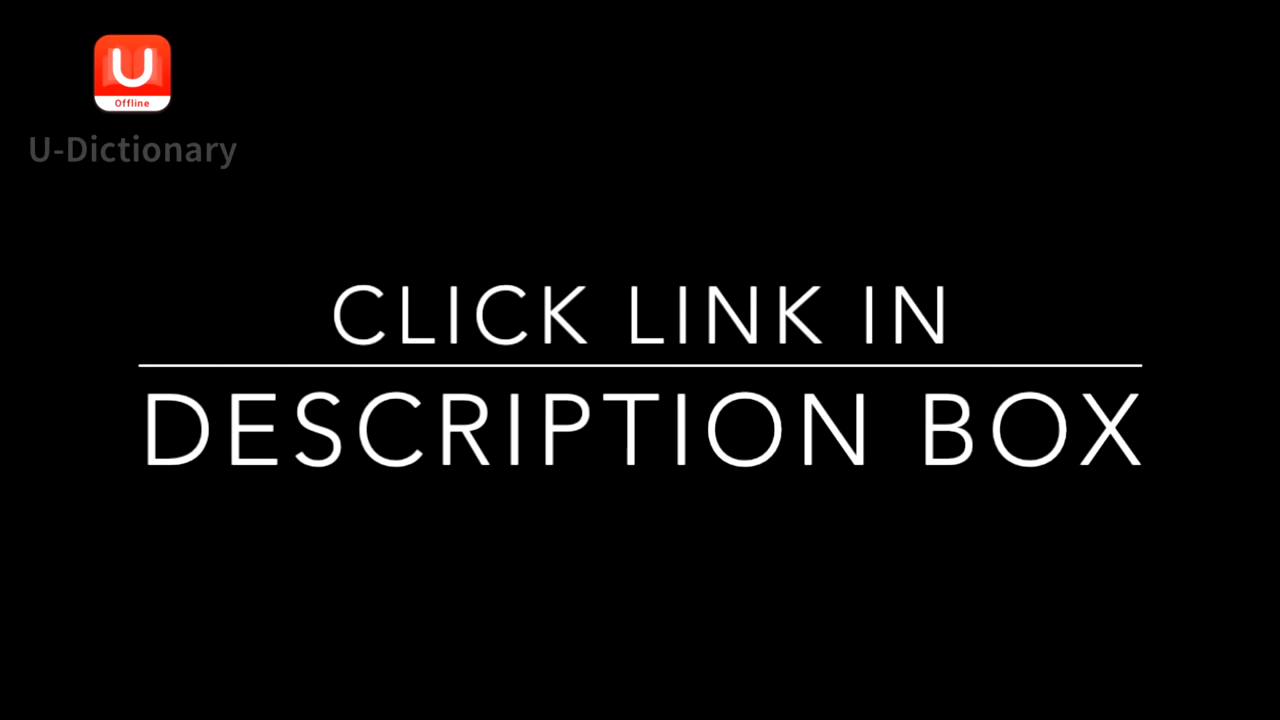 U
Offline
U-Dictionary
CLICK LINK IN
DESCRIPTION BOX